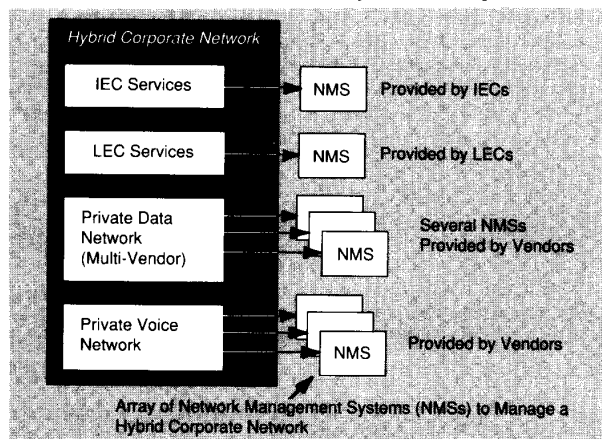 Hybrid Corporate Network
IEC Services
NMS
Provided by IECs
LEC Services
NMS
Provided by LECs
Private Data
Network
(Multi-Vendor)
NMS
Several NMSs
Provided by Vendors
Private Voice
Network
NMS
Provided by Vendors
Array of Network Management Systems (NMSs) to Manage a
Hybrid Corporate Network